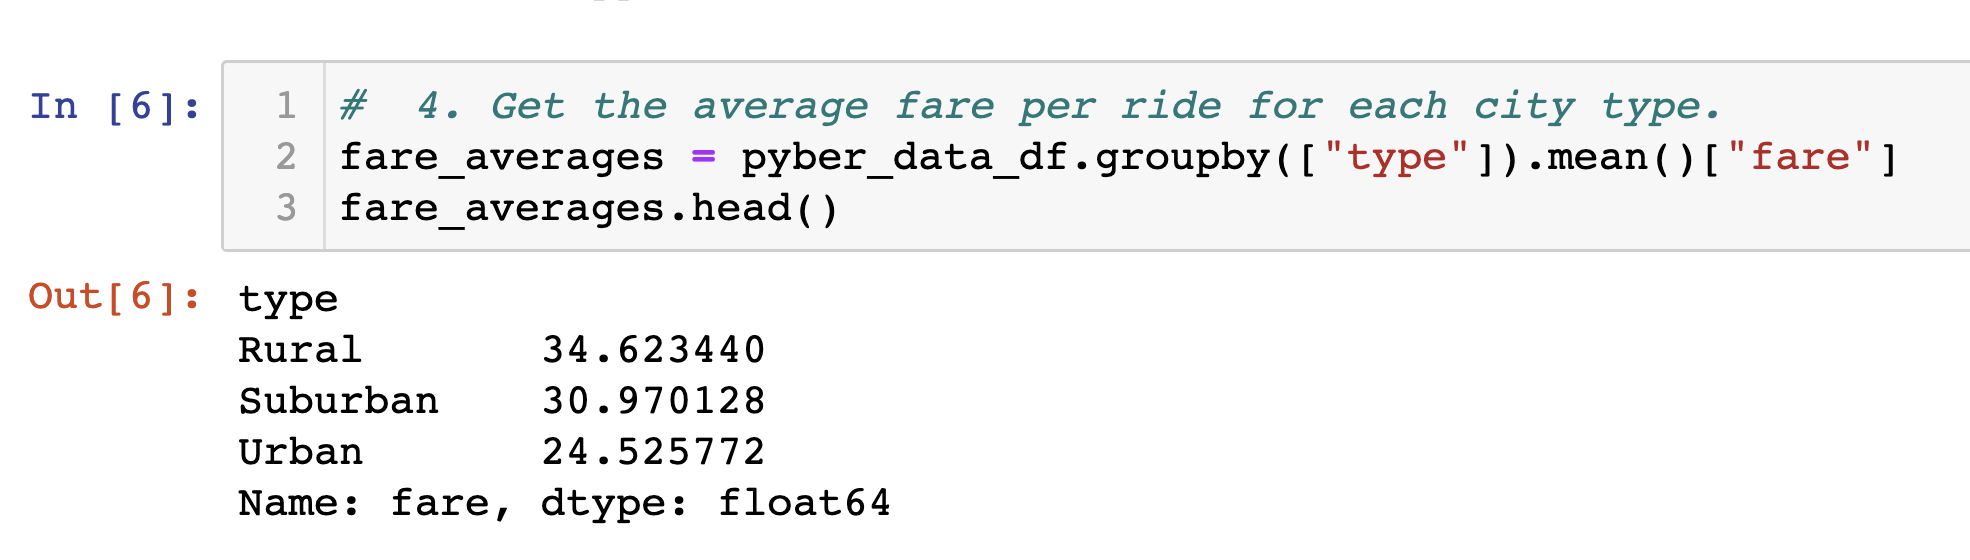 In [6]:
1 #  4. Get the average fare per ride for each city type.
2 fare_averages = pyber_data_df.groupby(["type"]).mean()["fare"]
3 fare_averages.head()
Out[6]:
type
Rural       34.623440
Suburban    30.970128
Urban       24.525772
Name: fare, dtype: float64